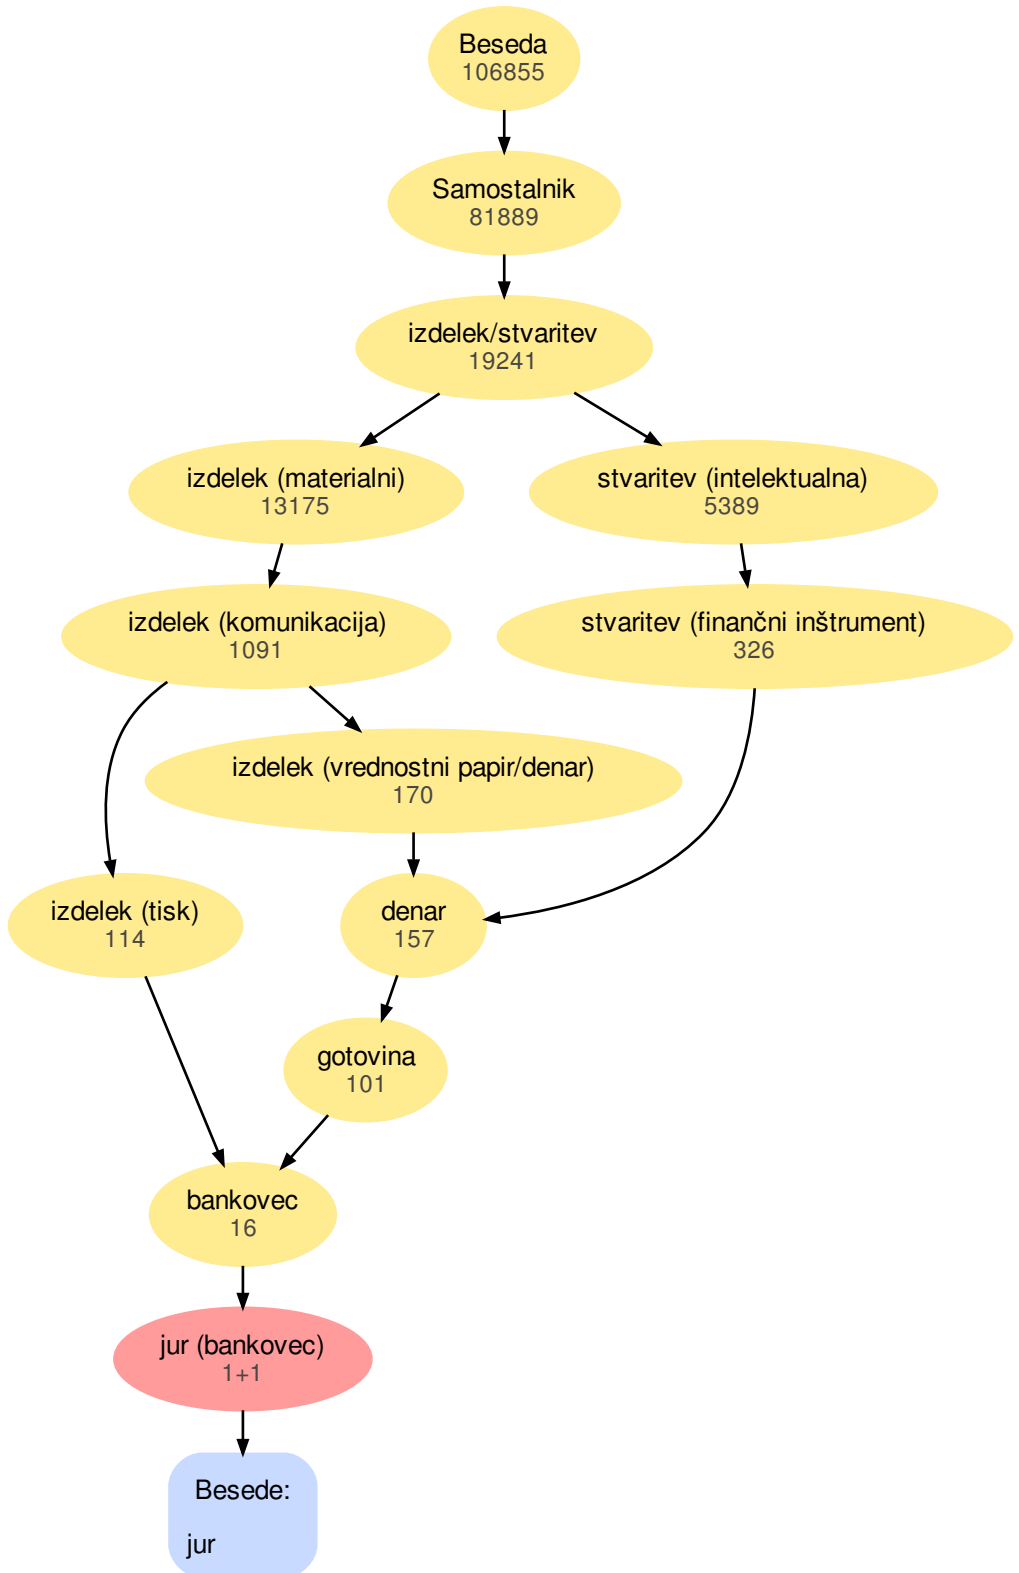 Beseda
106855
Samostalnik
81889
izdelek/stvaritev
19241
izdelek (materialni)
13175
stvaritev (intelektualna)
5389
izdelek (komunikacija)
1091
stvaritev (finančni inštrument)
326
izdelek (vrednostni papir/denar)
170
izdelek (tisk)
114
denar
157
gotovina
101
bankovec
16
jur (bankovec)
1+1
Besede:
jur